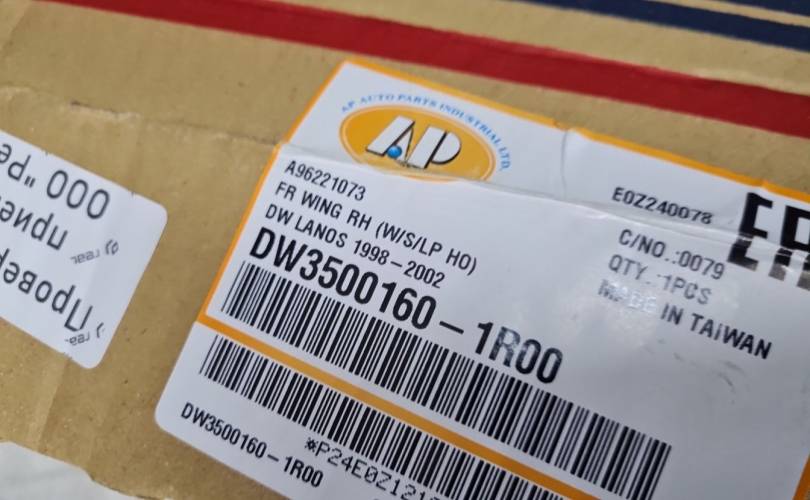 AP AUTO PARTS INDUSTRIAL LTD.
AP
A96221073
FR WING RH (W/S/LP HO)
DW LANOS 1998-2002
DW3500160-1R00
E0Z240078
C/NO.:0079
QTY.:1PCS
MADE IN TAIWAN
DW3500160-1R00
ООО "Ре